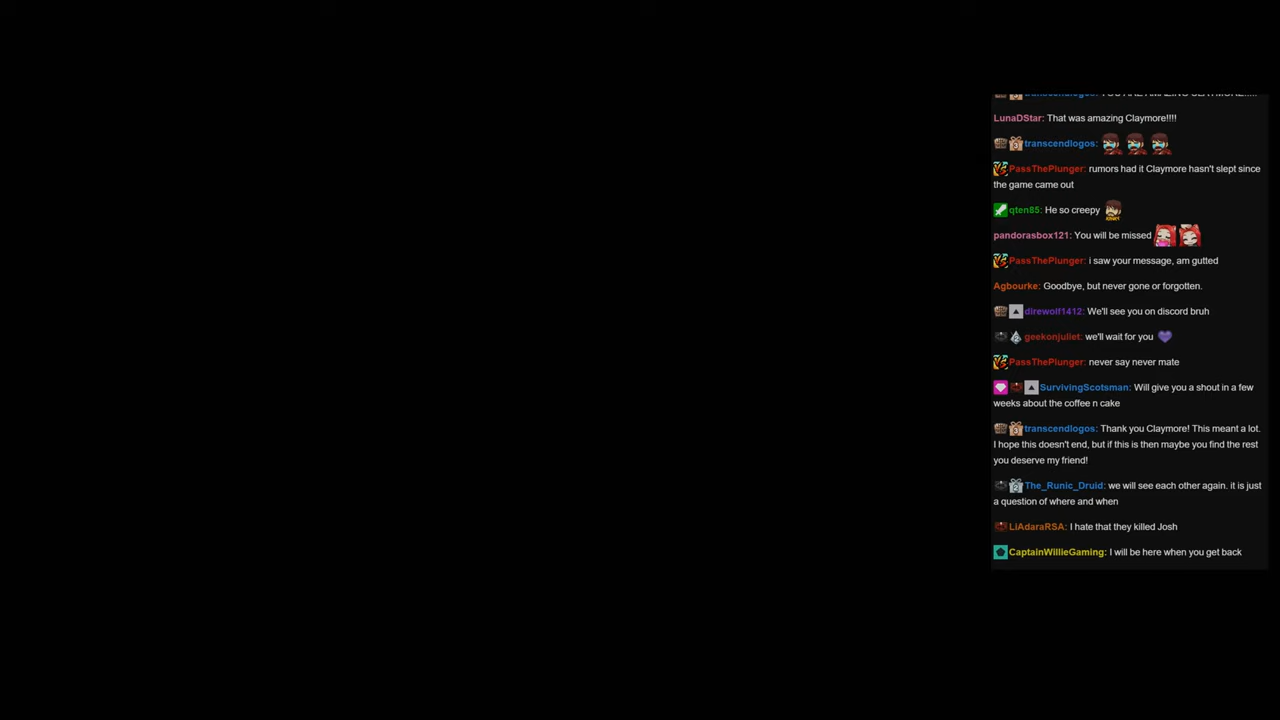 LunaDStar: That was amazing Claymore!!!!
transcendlogos:
PassThePlunger: rumors had it Claymore hasn't slept since
the game came out
qten85: He so creepy
pandorasbox121: You will be missed
PassThePlunger: i saw your message, am gutted
Agbourke: Goodbye, but never gone or forgotten.
direwolf1412: We'll see you on discord bruh
geekonjuliet: we'll wait for you
PassThePlunger: never say never mate
SurvivingScotsman: Will give you a shout in a few
weeks about the coffee n cake
transcendlogos: Thank you Claymore! This meant a lot.
I hope this doesn't end, but if this is then maybe you find the rest
you deserve my friend!
The_Runic_Druid: we will see each other again. it is just
a question of where and when
LiAdaraRSA: I hate that they killed Josh
CaptainWillieGaming: I will be here when you get back